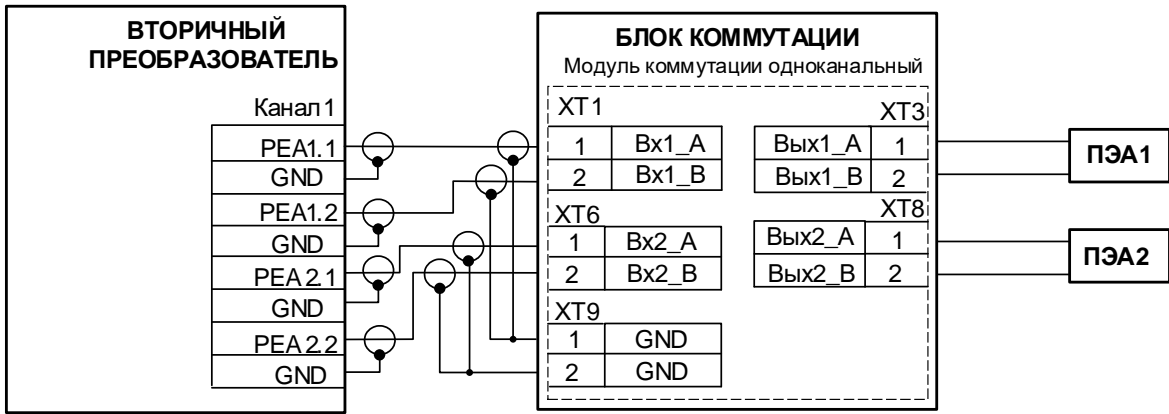 ВТОРИЧНЫЙ
ПРЕОБРАЗОВАТЕЛЬ
Канал 1
PEA1.1
GND
PEA1.2
GND
PEA 2.1
GND
PEA 2.2
GND
БЛОК КОММУТАЦИИ
Модуль коммутации одноканальный
XT1
1 Вх1_А
2 Вх1_В
XT6
1 Вх2_А
2 Вх2_В
XT9
1 GND
2 GND
XT3
Вых1_А 1
Вых1_В 2
XT8
Вых2_А 1
Вых2_В 2
ПЭА1
ПЭА2